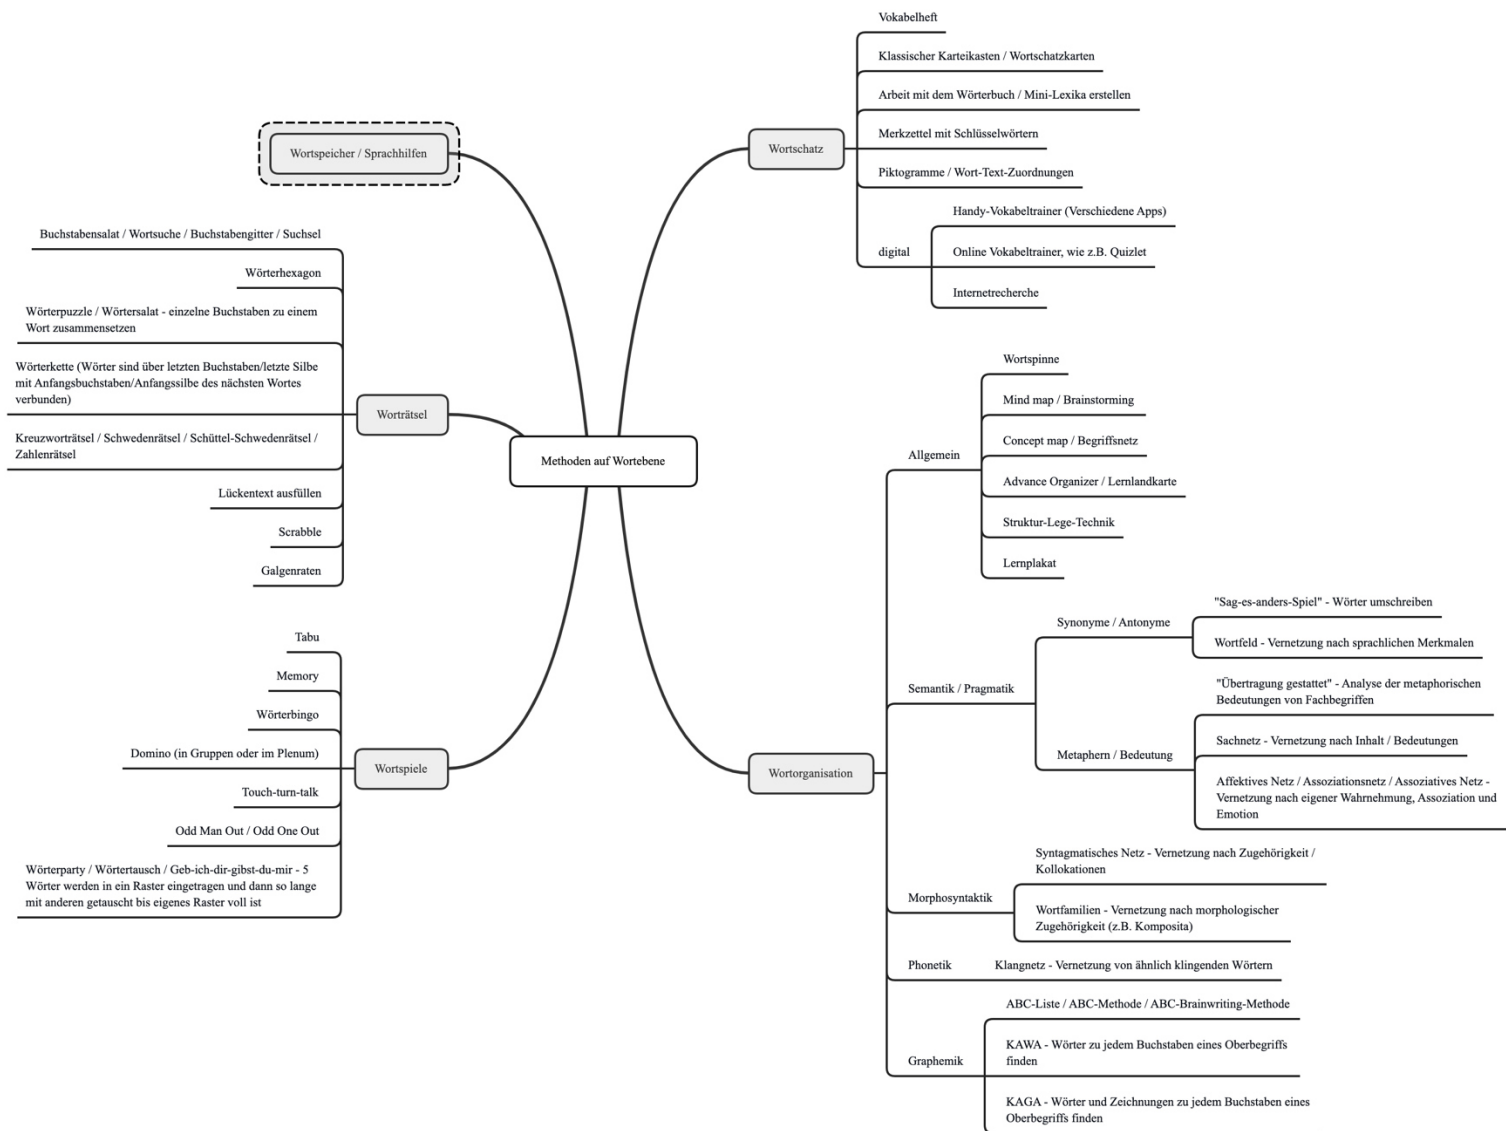 Methoden auf Wortebene
Wortspeicher / Sprachhilfen
Worträtsel
Buchstabensalat / Wortsuche / Buchstabengitter / Suchsel
Wörterhexagon
Wörterpuzzle / Wörtersalat - einzelne Buchstaben zu einem
Wort zusammensetzen
Wörterkette (Wörter sind über letzten Buchstaben/letzte Silbe
mit Anfangsbuchstaben/Anfangssilbe des nächsten Wortes
verbunden)
Kreuzworträtsel / Schwedenrätsel / Schüttel-Schwedenrätsel /
Zahlenrätsel
Lückentext ausfüllen
Scrabble
Galgenraten
Wortspiele
Tabu
Memory
Wörterbingo
Domino (in Gruppen oder im Plenum)
Touch-turn-talk
Odd Man Out / Odd One Out
Wörterparty / Wörtertausch / Geb-ich-dir-gibst-du-mir - 5
Wörter werden in ein Raster eingetragen und dann so lange
mit anderen getauscht bis eigenes Raster voll ist
Wortschatz
Vokabelheft
Klassischer Karteikasten / Wortschatzkarten
Arbeit mit dem Wörterbuch / Mini-Lexika erstellen
Merkzettel mit Schlüsselwörtern
Piktogramme / Wort-Text-Zuordnungen
digital
Handy-Vokabeltrainer (Verschiedene Apps)
Online Vokabeltrainer, wie z.B. Quizlet
Internetrecherche
Wortorganisation
Allgemein
Wortspinne
Mind map / Brainstorming
Concept map / Begriffsnetz
Advance Organizer / Lernlandkarte
Struktur-Lege-Technik
Lernplakat
Semantik / Pragmatik
Synonyme / Antonyme
"Sag-es-anders-Spiel" - Wörter umschreiben
Wortfeld - Vernetzung nach sprachlichen Merkmalen
Metaphern / Bedeutung
"Übertragung gestattet" - Analyse der metaphorischen
Bedeutungen von Fachbegriffen
Sachnetz - Vernetzung nach Inhalt / Bedeutungen
Affektives Netz / Assoziationsnetz / Assoziatives Netz -
Vernetzung nach eigener Wahrnehmung, Assoziation und
Emotion
Morphosyntaktik
Syntagmatisches Netz - Vernetzung nach Zugehörigkeit /
Kollokationen
Wortfamilien - Vernetzung nach morphologischer
Zugehörigkeit (z.B. Komposita)
Phonetik
Klangnetz - Vernetzung von ähnlich klingenden Wörtern
Graphemik
ABC-Liste / ABC-Methode / ABC-Brainwriting-Methode
KAWA - Wörter zu jedem Buchstaben eines Oberbegriffs
finden
KAGA - Wörter und Zeichnungen zu jedem Buchstaben eines
Oberbegriffs finden